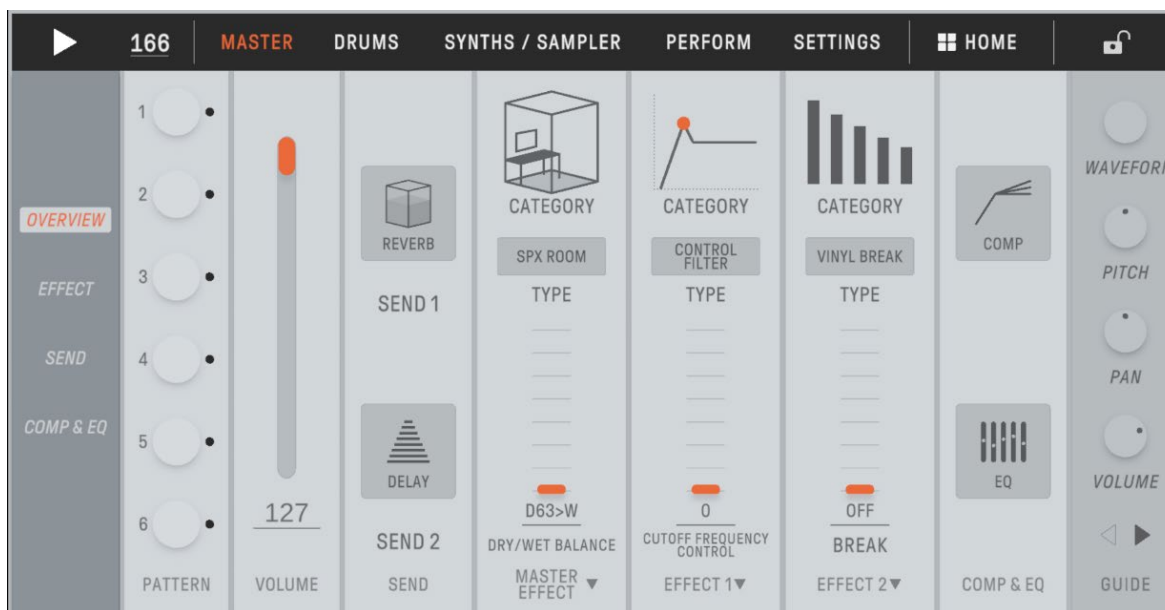 166 MASTER DRUMS SYNTHS / SAMPLER PERFORM SETTINGS HOME
OVERVIEW
EFFECT
SEND
COMP & EQ
1
2
3
4
5
6
PATTERN
127
VOLUME
REVERB
SEND 1
DELAY
SEND 2
SEND
CATEGORY
SPX ROOM
TYPE
D63>W
DRY/WET BALANCE
MASTER
EFFECT ▼
CATEGORY
CONTROL
FILTER
TYPE
0
CUTOFF FREQUENCY
CONTROL
EFFECT 1▼
CATEGORY
VINYL BREAK
TYPE
OFF
BREAK
EFFECT 2▼
COMP
EQ
COMP & EQ
WAVEFORM
PITCH
PAN
VOLUME
GUIDE